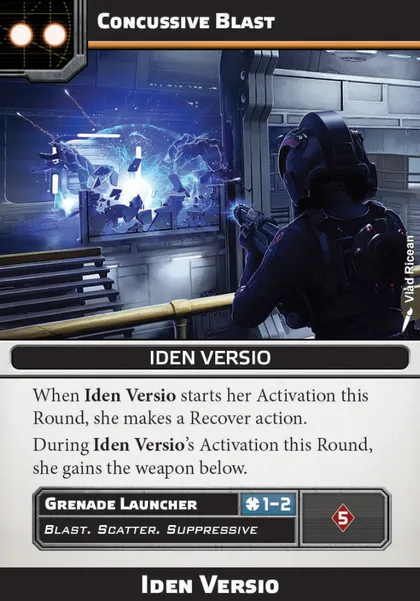 Concussive Blast
Vlad Ricean
IDEN VERSIO
When Iden Versio starts her Activation this
Round, she makes a Recover action.
During Iden Versio's Activation this Round,
she gains the weapon below.
Grenade Launcher 1-2
Blast. Scatter. Suppressive
5
Iden Versio